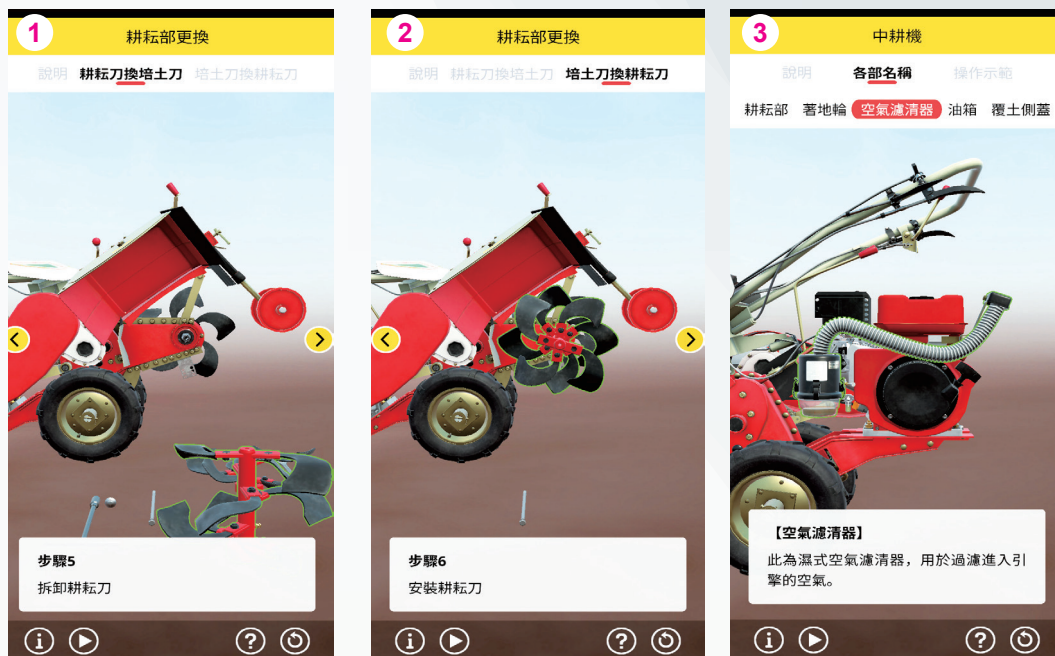 1
耕耘部更換
說明 耕耘刀換培土刀 培土刀換耕耘刀
步驟5
拆卸耕耘刀
2
耕耘部更換
說明 耕耘刀換培土刀 培土刀換耕耘刀
步驟6
安裝耕耘刀
3
中耕機
說明 各部名稱 操作示範
耕耘部 著地輪 空氣濾清器 油箱 覆土側蓋
【空氣濾清器】
此為濕式空氣濾清器，用於過濾進入引
擎的空氣。